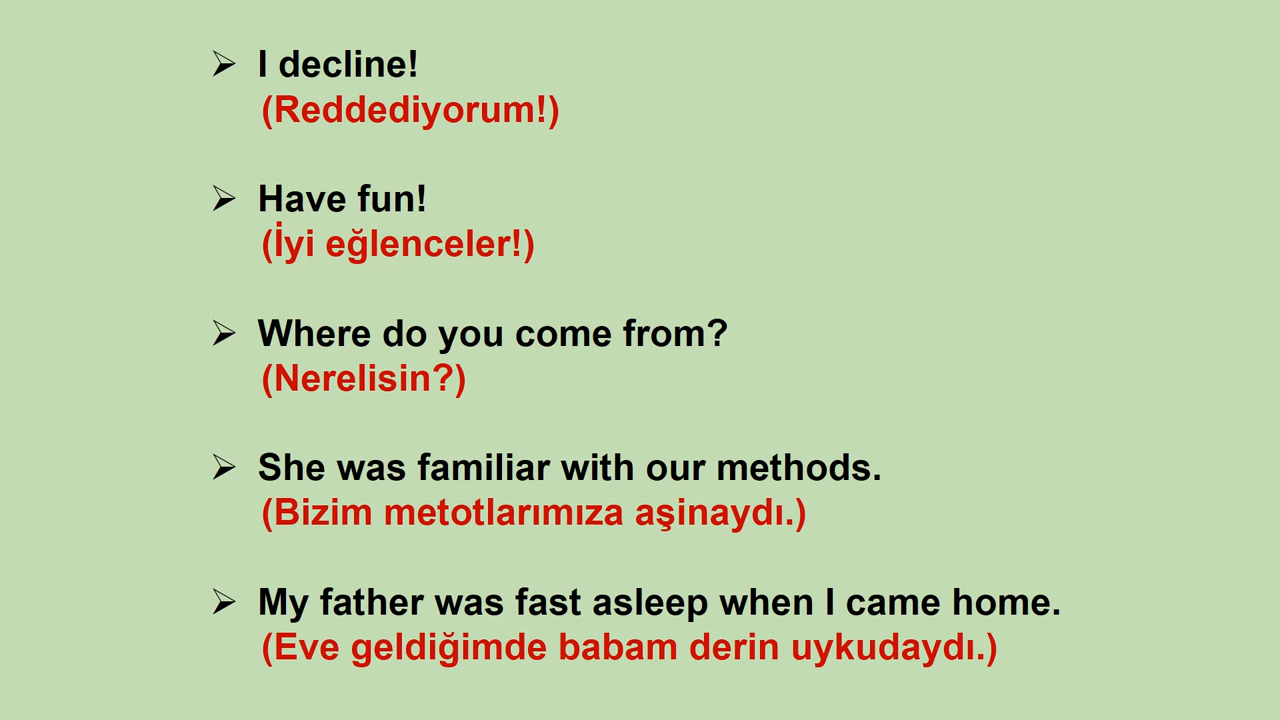 ➢ I decline!
(Reddediyorum!)
➢ Have fun!
(İyi eğlenceler!)
➢ Where do you come from?
(Nerelisin?)
➢ She was familiar with our methods.
(Bizim metotlarımıza aşinaydı.)
➢ My father was fast asleep when I came home.
(Eve geldiğimde babam derin uykudaydı.)